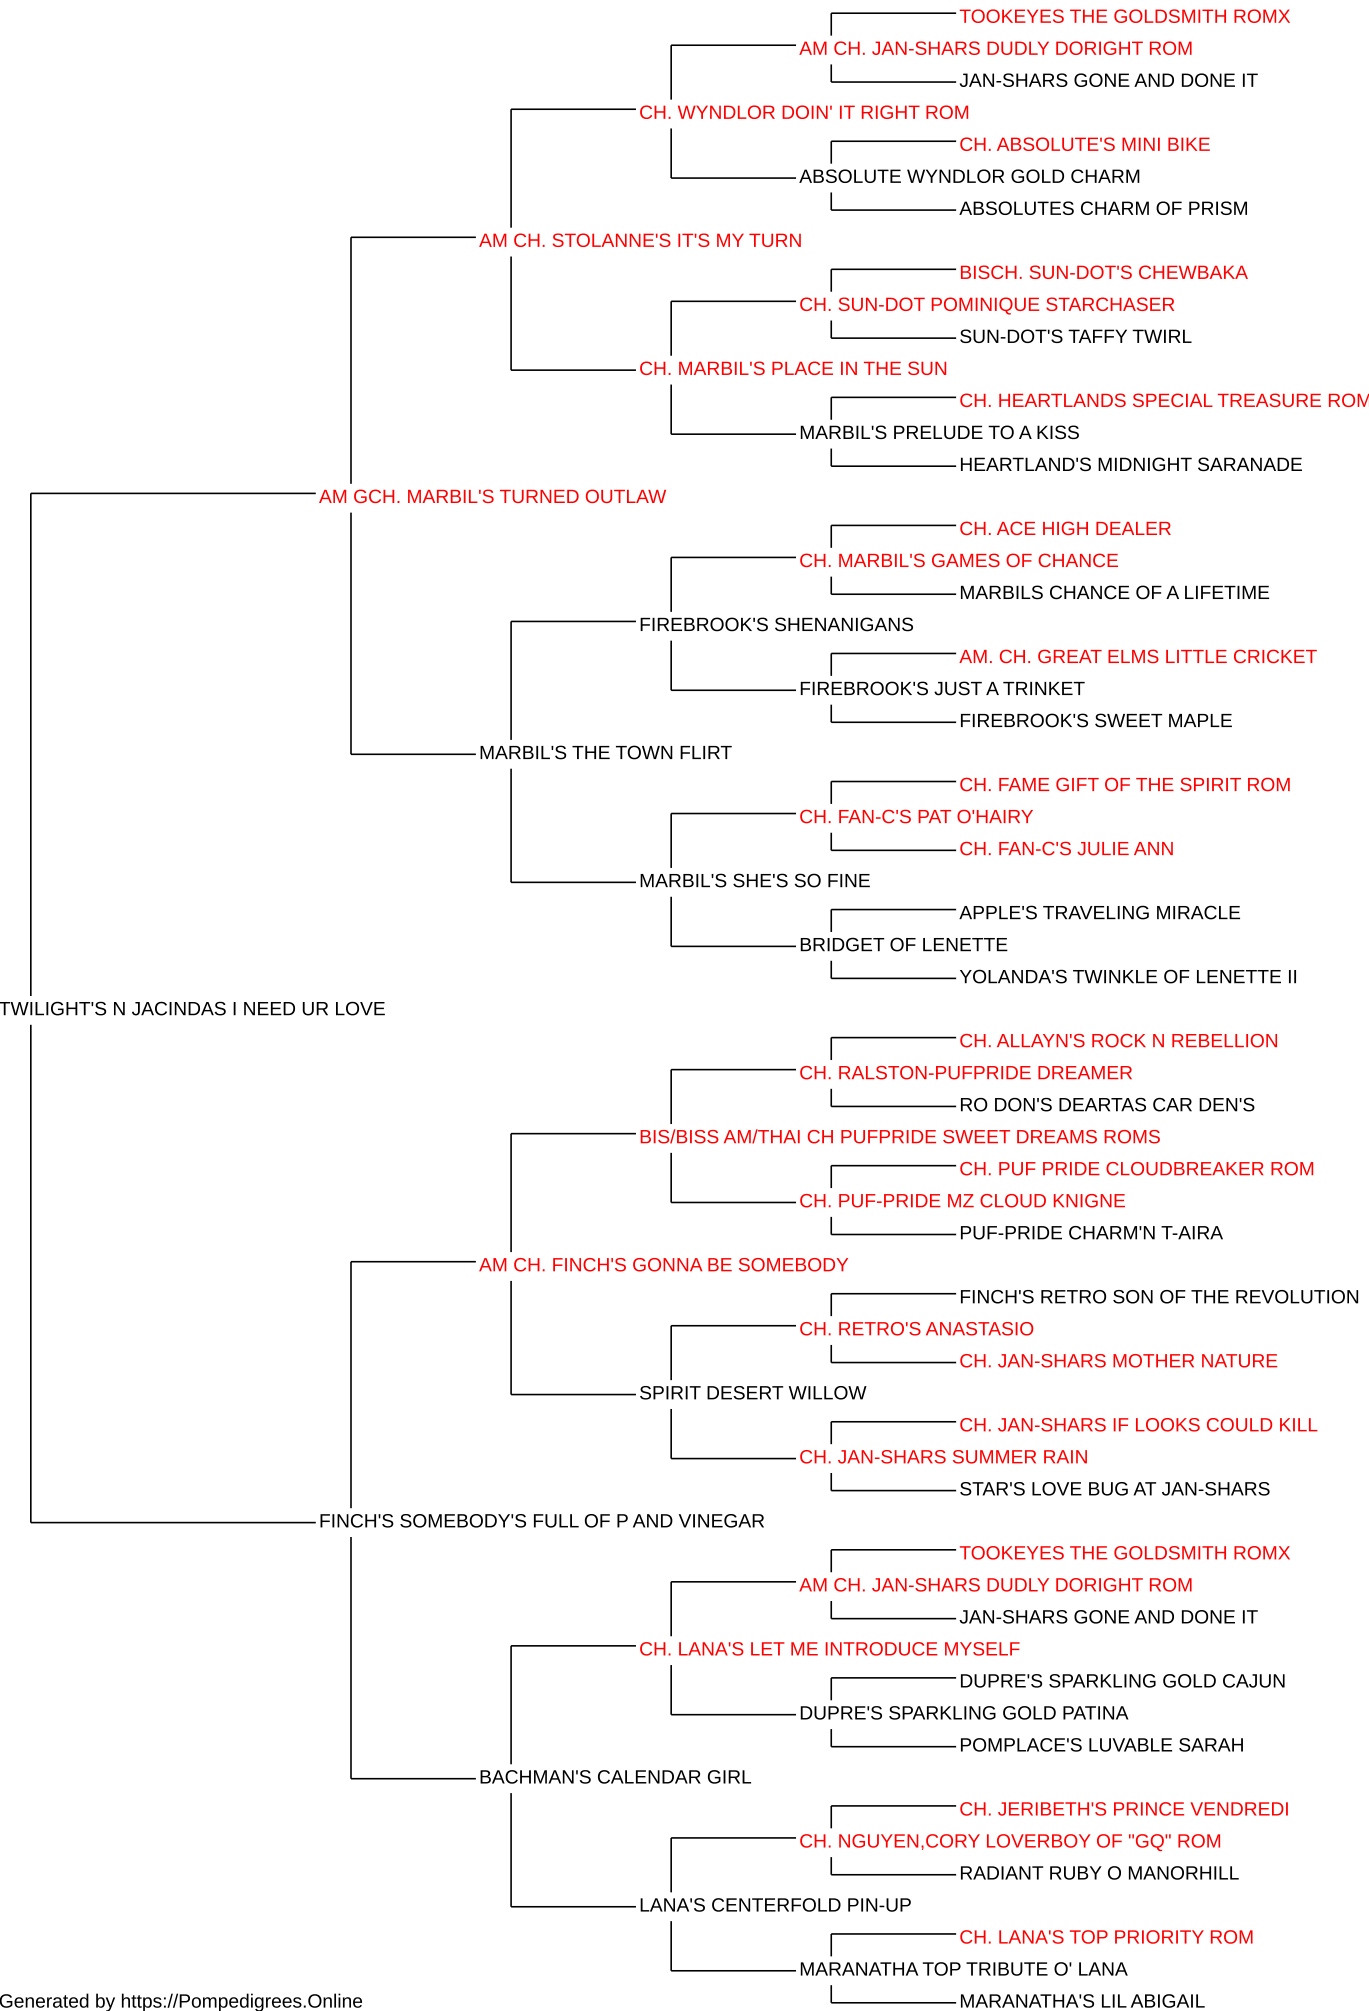 TOOKEYES THE GOLDSMITH ROMX
AM CH. JAN-SHARS DUDLY DORIGHT ROM
JAN-SHARS GONE AND DONE IT
CH. WYNDLOR DOIN' IT RIGHT ROM
CH. ABSOLUTE'S MINI BIKE
ABSOLUTE WYNDLOR GOLD CHARM
ABSOLUTES CHARM OF PRISM
AM CH. STOLANNE'S IT'S MY TURN
BISCH. SUN-DOT'S CHEWBAKA
CH. SUN-DOT POMINIQUE STARCHASER
SUN-DOT'S TAFFY TWIRL
CH. MARBIL'S PLACE IN THE SUN
CH. HEARTLANDS SPECIAL TREASURE ROM
MARBIL'S PRELUDE TO A KISS
HEARTLAND'S MIDNIGHT SARANADE
AM GCH. MARBIL'S TURNED OUTLAW
CH. ACE HIGH DEALER
CH. MARBIL'S GAMES OF CHANCE
MARBILS CHANCE OF A LIFETIME
FIREBROOK'S SHENANIGANS
AM. CH. GREAT ELMS LITTLE CRICKET
FIREBROOK'S JUST A TRINKET
FIREBROOK'S SWEET MAPLE
MARBIL'S THE TOWN FLIRT
CH. FAME GIFT OF THE SPIRIT ROM
CH. FAN-C'S PAT O'HAIRY
CH. FAN-C'S JULIE ANN
MARBIL'S SHE'S SO FINE
APPLE'S TRAVELING MIRACLE
BRIDGET OF LENETTE
YOLANDA'S TWINKLE OF LENETTE II
TWILIGHT'S N JACINDAS I NEED UR LOVE
CH. ALLAYN'S ROCK N REBELLION
CH. RALSTON-PUFPRIDE DREAMER
RO DON'S DEARTAS CAR DEN'S
BIS/BISS AM/THAI CH PUFPRIDE SWEET DREAMS ROMS
CH. PUF PRIDE CLOUDBREAKER ROM
CH. PUF-PRIDE MZ CLOUD KNIGNE
PUF-PRIDE CHARM'N T-AIRA
AM CH. FINCH'S GONNA BE SOMEBODY
FINCH'S RETRO SON OF THE REVOLUTION
CH. RETRO'S ANASTASIO
CH. JAN-SHARS MOTHER NATURE
SPIRIT DESERT WILLOW
CH. JAN-SHARS IF LOOKS COULD KILL
CH. JAN-SHARS SUMMER RAIN
STAR'S LOVE BUG AT JAN-SHARS
FINCH'S SOMEBODY'S FULL OF P AND VINEGAR
TOOKEYES THE GOLDSMITH ROMX
AM CH. JAN-SHARS DUDLY DORIGHT ROM
JAN-SHARS GONE AND DONE IT
CH. LANA'S LET ME INTRODUCE MYSELF
DUPRE'S SPARKLING GOLD CAJUN
DUPRE'S SPARKLING GOLD PATINA
POMPLACE'S LUVABLE SARAH
BACHMAN'S CALENDAR GIRL
CH. JERIBETH'S PRINCE VENDREDI
CH. NGUYEN,CORY LOVERBOY OF "GQ" ROM
RADIANT RUBY O MANORHILL
LANA'S CENTERFOLD PIN-UP
CH. LANA'S TOP PRIORITY ROM
MARANATHA TOP TRIBUTE O' LANA
MARANATHA'S LIL ABIGAIL
Generated by https://Pompedigrees.Online